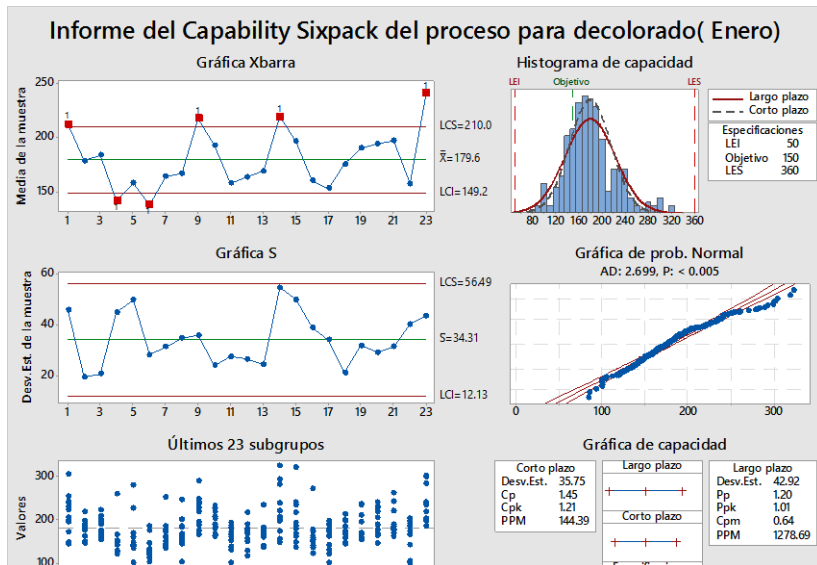 Informe del Capability Sixpack del proceso para decolorado( Enero)
Gráfica Xbarra
Media de la muestra
250
200
150
1
1
1
1
1
1
LCS=210.0
X=179.6
LCI=149.2
1 3 5 7 9 11 13 15 17 19 21 23
Histograma de capacidad
LEI Objetivo LES
80 120 160 200 240 280 320 360
Largo plazo
Corto plazo
Especificaciones
LEI 50
Objetivo 150
LES 360
Gráfica S
Desv.Est. de la muestra
60
40
20
LCS=56.49
S=34.31
LCI=12.13
1 3 5 7 9 11 13 15 17 19 21 23
Gráfica de prob. Normal
AD: 2.699, P: < 0.005
0 100 200 300
Últimos 23 subgrupos
Valores
300
200
100
Gráfica de capacidad
Corto plazo
Desv.Est. 35.75
Cp 1.45
Cpk 1.21
PPM 144.39
Largo plazo
Corto plazo
Largo plazo
Desv.Est. 42.92
Pp 1.20
Ppk 1.01
Cpm 0.64
PPM 1278.69